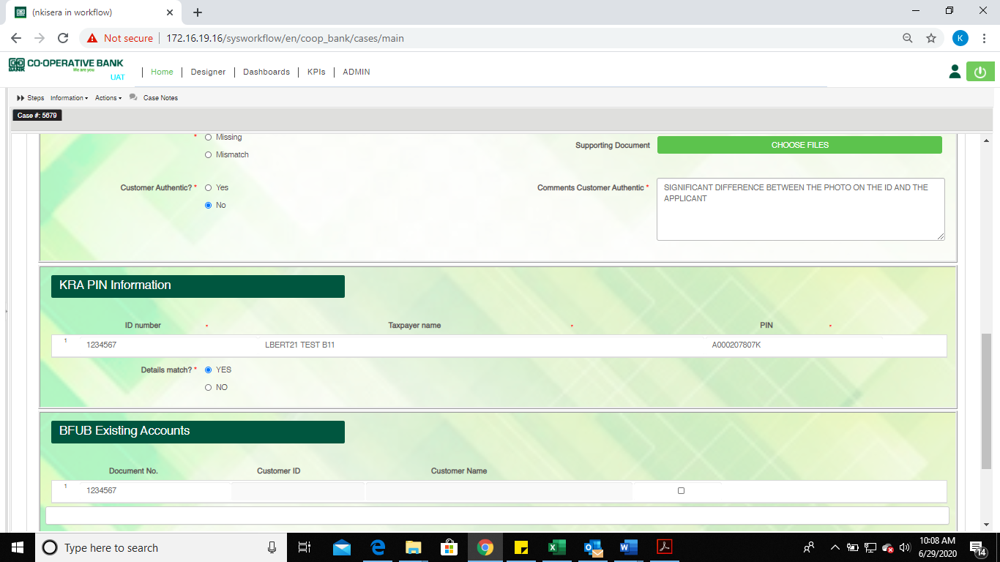 (nkisera in workflow)
Not secure
172.16.19.16/sysworkflow/en/coop_bank/cases/main
K
CO-OPERATIVE BANK
We are you
BANK
UAT
Home | Designer | Dashboards | KPIs | ADMIN
Steps Information Actions Case Notes
Case #: 5679
* Missing
Mismatch
Supporting Document
CHOOSE FILES
Customer Authentic? * Yes
No
Comments Customer Authentic *
SIGNIFICANT DIFFERENCE BETWEEN THE PHOTO ON THE ID AND THE
APPLICANT
KRA PIN Information
ID number * Taxpayer name * PIN *
1 1234567 LBERT21 TEST B11 A000207807K
Details match? * YES
NO
BFUB Existing Accounts
Document No. Customer ID Customer Name
1 1234567
Type here to search
10:08 AM
6/29/2020
14